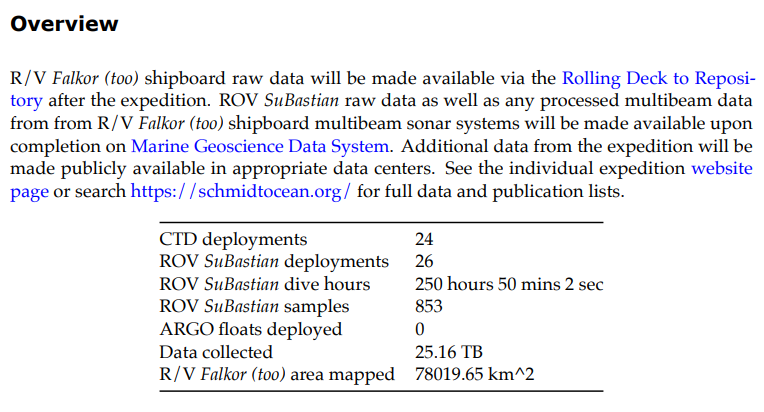 Overview
R/V Falkor (too) shipboard raw data will be made available via the Rolling Deck to Reposi-
tory after the expedition. ROV SuBastian raw data as well as any processed multibeam data
from from R/V Falkor (too) shipboard multibeam sonar systems will be made available upon
completion on Marine Geoscience Data System. Additional data from the expedition will be
made publicly available in appropriate data centers. See the individual expedition website
page or search https://schmidtocean.org/ for full data and publication lists.
CTD deployments 24
ROV SuBastian deployments 26
ROV SuBastian dive hours 250 hours 50 mins 2 sec
ROV SuBastian samples 853
ARGO floats deployed 0
Data collected 25.16 TB
R/V Falkor (too) area mapped 78019.65 km^2